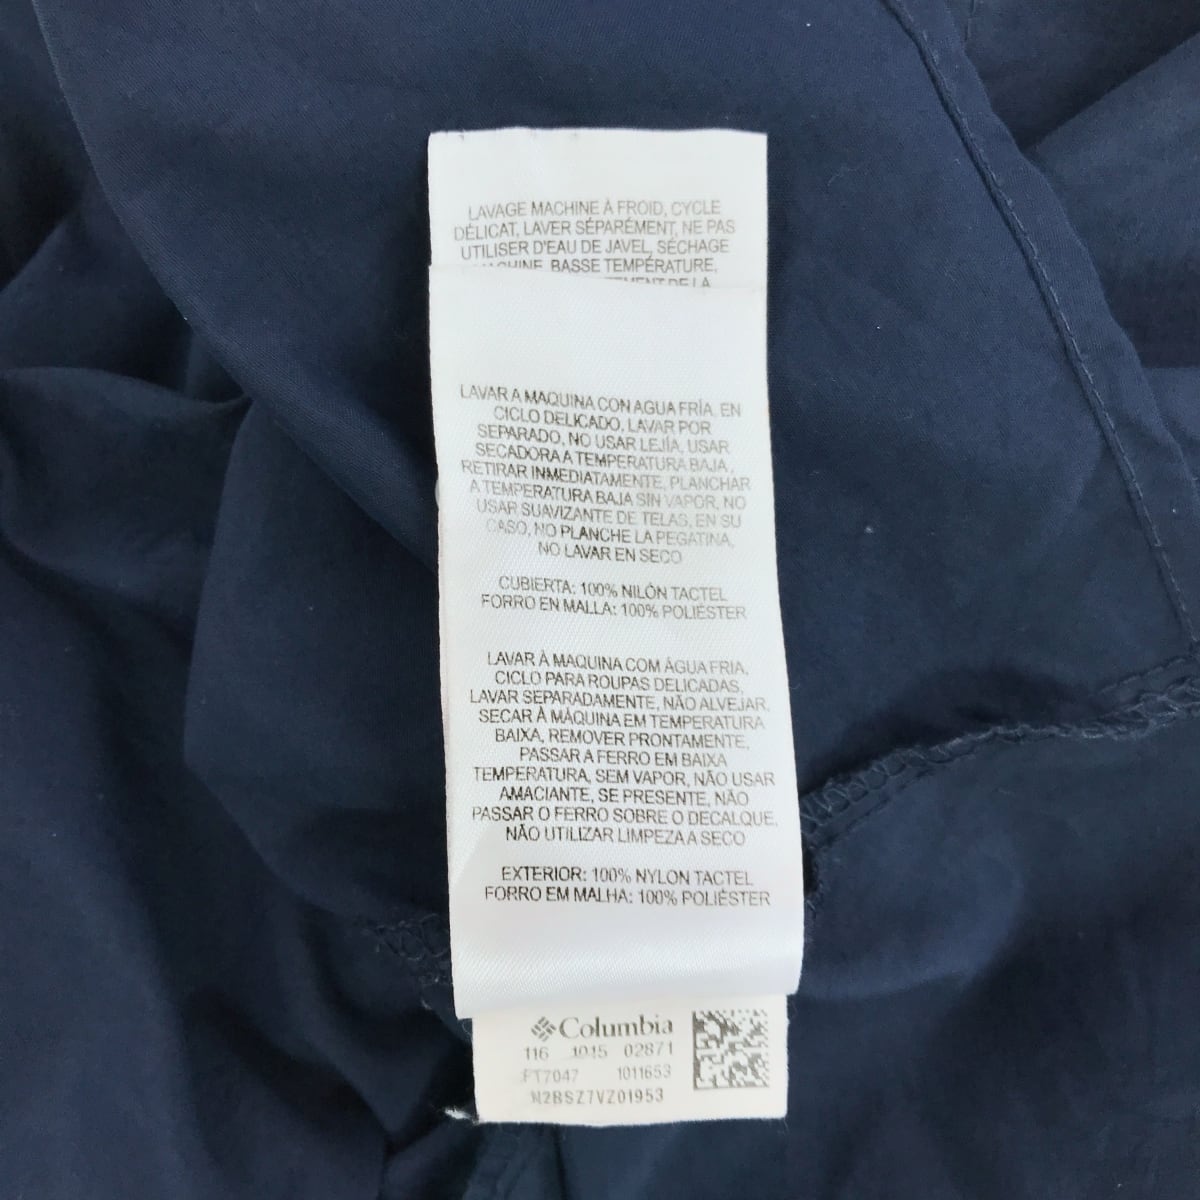 LAVAGE MACHINE À FROID, CYCLE
DÉLICAT, LAVER SÉPARÉMENT, NE PAS
UTILISER D'EAU DE JAVEL, SÉCHAGE
BASSE TEMPÉRATURE,
DE LA
LAVAR A MAQUINA CON AGUA FRÍA, EN
CICLO DELICADO, LAVAR POR
SEPARADO, NO USAR LEJÍA, USAR
SECADORA A TEMPERATURA BAJA,
RETIRAR INMEDIATAMENTE, PLANCHAR
A TEMPERATURA BAJA SIN VAPOR, NO
USAR SUAVIZANTE DE TELAS, EN SU
CASO, NO PLANCHE LA PEGATINA,
NO LAVAR EN SECO
CUBIERTA: 100% NILÓN TACTEL
FORRO EN MALLA: 100% POLIÉSTER
LAVAR À MAQUINA COM ÁGUA FRIA,
CICLO PARA ROUPAS DELICADAS,
LAVAR SEPARADAMENTE, NÃO ALVEJAR,
SECAR À MÁQUINA EM TEMPERATURA
BAIXA, REMOVER PRONTAMENTE,
PASSAR A FERRO EM BAIXA
TEMPERATURA, SEM VAPOR, NÃO USAR
AMACIANTE, SE PRESENTE, NÃO
PASSAR O FERRO SOBRE O DECALQUE,
NÃO UTILIZAR LIMPEZA A SECO
EXTERIOR: 100% NYLON TACTEL
FORRO EM MALHA: 100% POLIÉSTER
Columbia
116 1015 02871
FT7047 1011653
M2BSZ7VZ01953